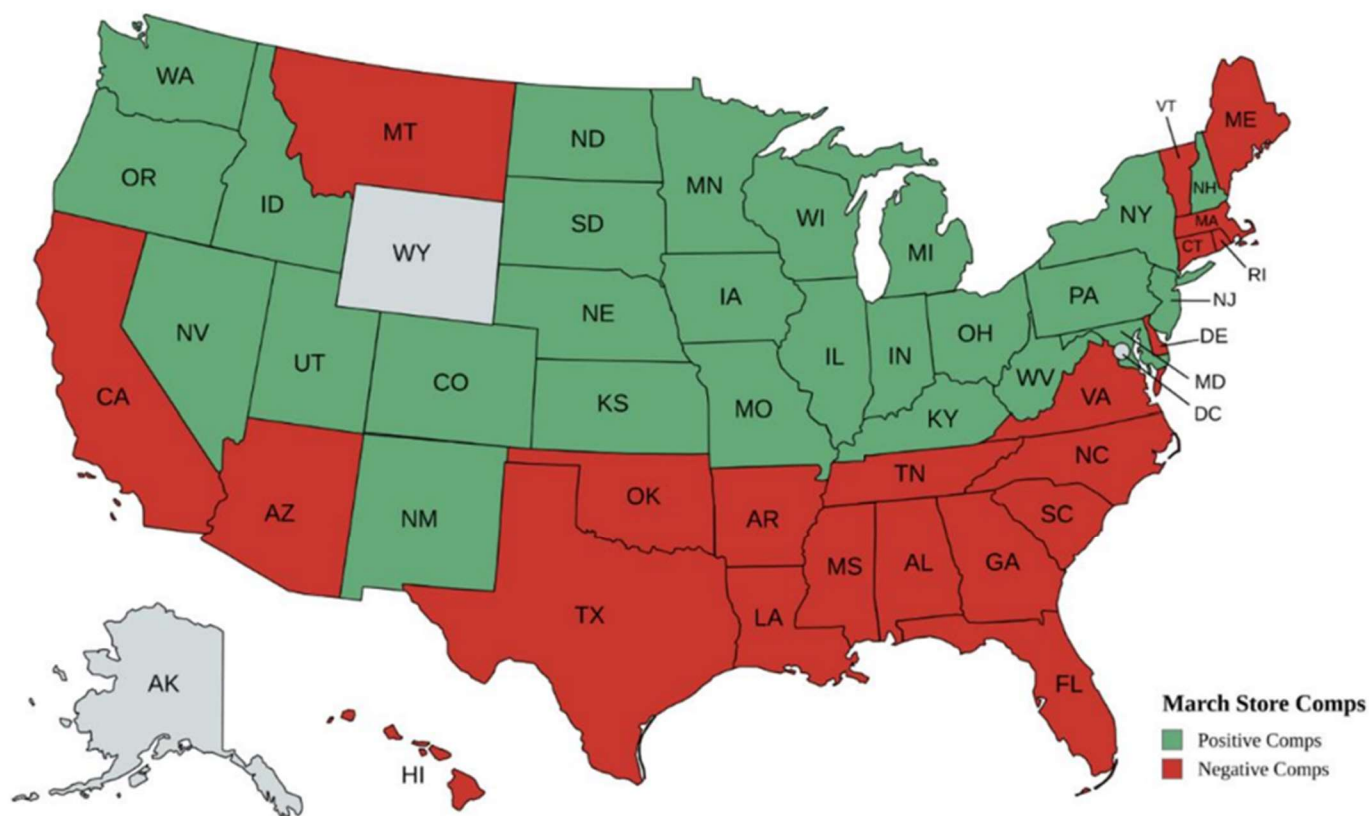 WA
MT
ND
OR
ID
MN
SD
WY
WI
MI
VT
ME
NH
NY
MA
CT
RI
NV
UT
CO
NE
IA
PA
NJ
OH
IL
IN
DE
CA
KS
MO
WV
MD
VA
DC
KY
AZ
NM
OK
AR
TN
NC
SC
MS
AL
GA
TX
LA
FL
AK
HI
March Store Comps
Positive Comps
Negative Comps